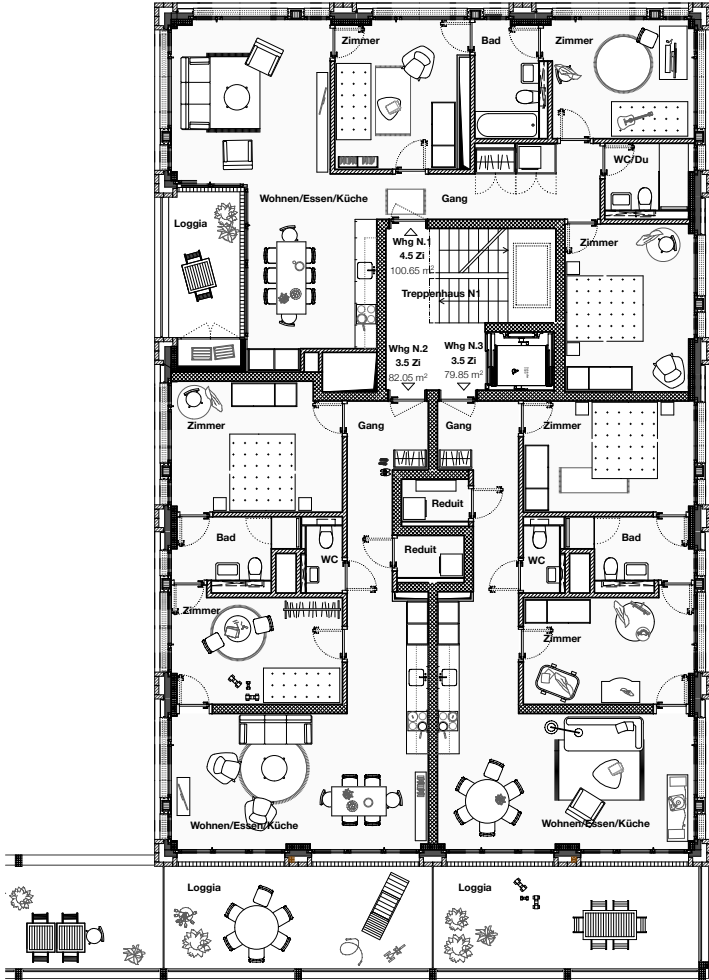 Zimmer
Bad
Zimmer
WC/Du
Wohnen/Essen/Küche
Gang
Loggia
Whg N.1
4.5 Zi
100.65 m²
Zimmer
Treppenhaus N1
Whg N.2
3.5 Zi
82.05 m²
Whg N.3
3.5 Zi
79.85 m²
Zimmer
Gang
Gang
Zimmer
Reduit
Bad
WC
Reduit
WC
Bad
Zimmer
Zimmer
Wohnen/Essen/Küche
Wohnen/Essen/Küche
Loggia
Loggia